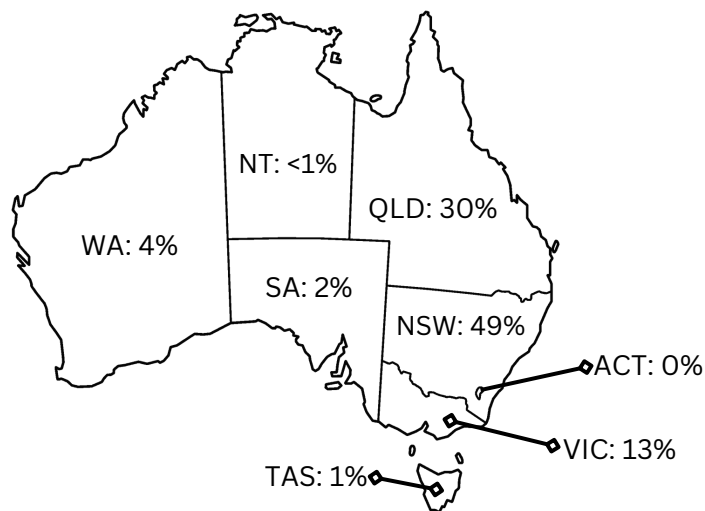 NT: <1%
QLD: 30%
WA: 4%
SA: 2%
NSW: 49%
ACT: 0%
VIC: 13%
TAS: 1%